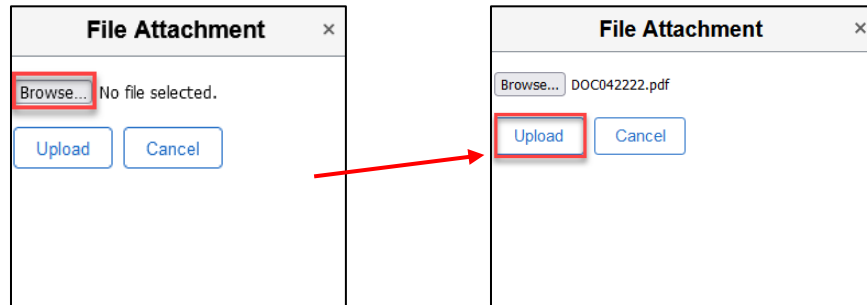 File Attachment ×
Browse... No file selected.
Upload Cancel
File Attachment ×
Browse... DOC042222.pdf
Upload Cancel